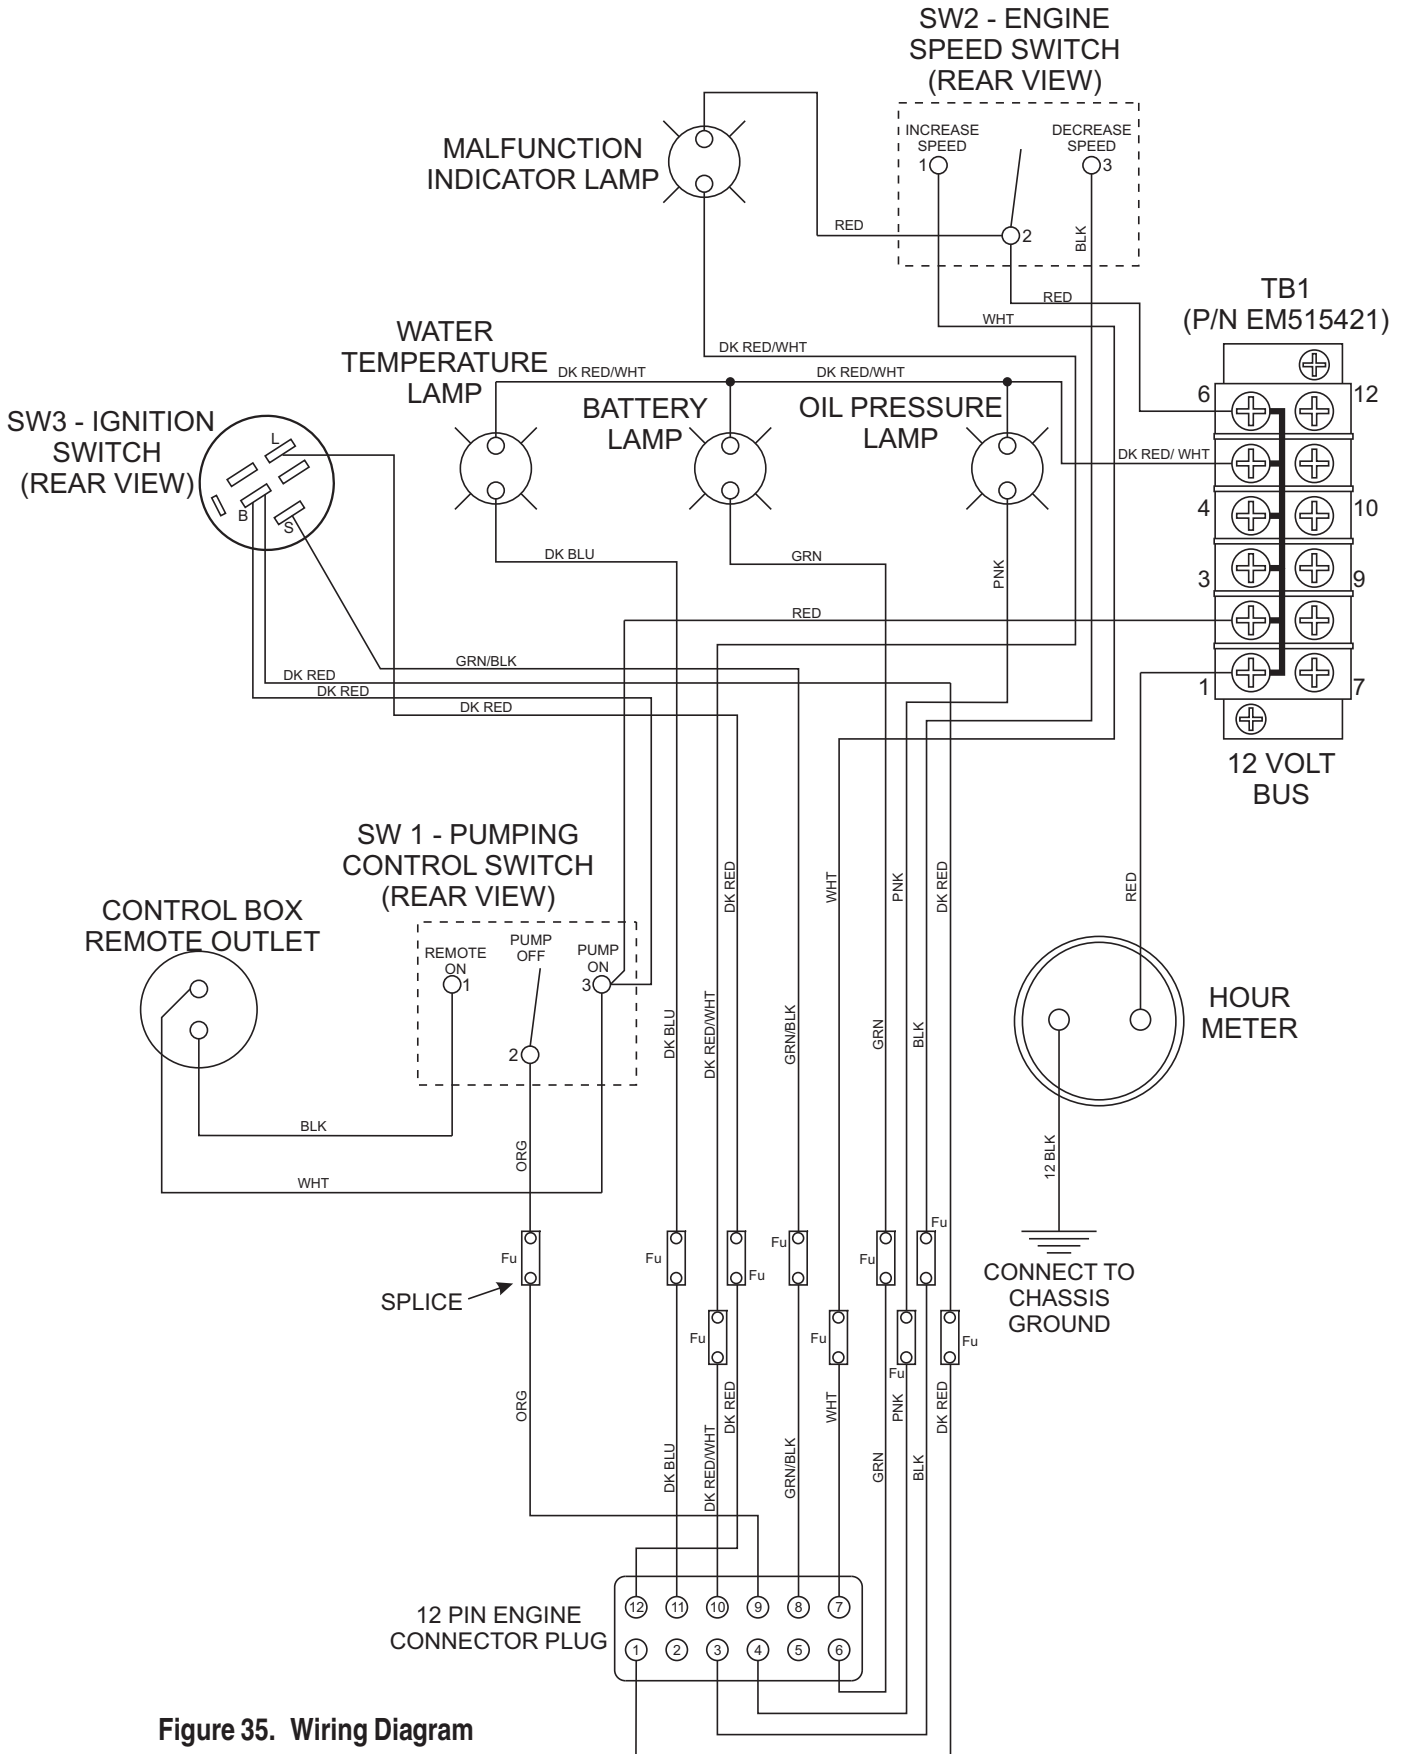 SW2 - ENGINE
SPEED SWITCH
(REAR VIEW)
INCREASE
SPEED
1
DECREASE
SPEED
3
2
MALFUNCTION
INDICATOR LAMP
RED
BLK
RED
WHT
TB1
(P/N EM515421)
DK RED/WHT
WATER
TEMPERATURE
LAMP
DK RED/WHT
DK RED/WHT
BATTERY
LAMP
OIL PRESSURE
LAMP
6
12
DK RED/ WHT
4
10
3
9
1
7
12 VOLT
BUS
SW3 - IGNITION
SWITCH
(REAR VIEW)
L
B
S
DK BLU
GRN
PNK
RED
GRN/BLK
DK RED
DK RED
DK RED
SW 1 - PUMPING
CONTROL SWITCH
(REAR VIEW)
REMOTE
ON
1
PUMP
OFF
PUMP
ON
3
2
CONTROL BOX
REMOTE OUTLET
BLK
WHT
ORG
DK RED
WHT
PNK
DK RED
RED
DK BLU
DK RED/WHT
GRN/BLK
GRN
BLK
HOUR
METER
12 BLK
CONNECT TO
CHASSIS
GROUND
Fu
Fu
Fu
Fu
Fu
Fu
SPLICE
Fu
Fu
Fu
Fu
ORG
DK RED
WHT
PNK
DK RED
DK BLU
DK RED/WHT
GRN/BLK
GRN
BLK
12 PIN ENGINE
CONNECTOR PLUG
12 11 10 9 8 7
1 2 3 4 5 6
Figure 35. Wiring Diagram